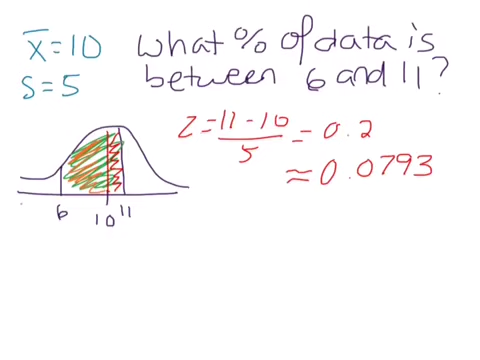 x̄=10
S=5
What % of data is
between 6 and 11?
Z=11-10/5=0.2
≈0.0793
6 10 11